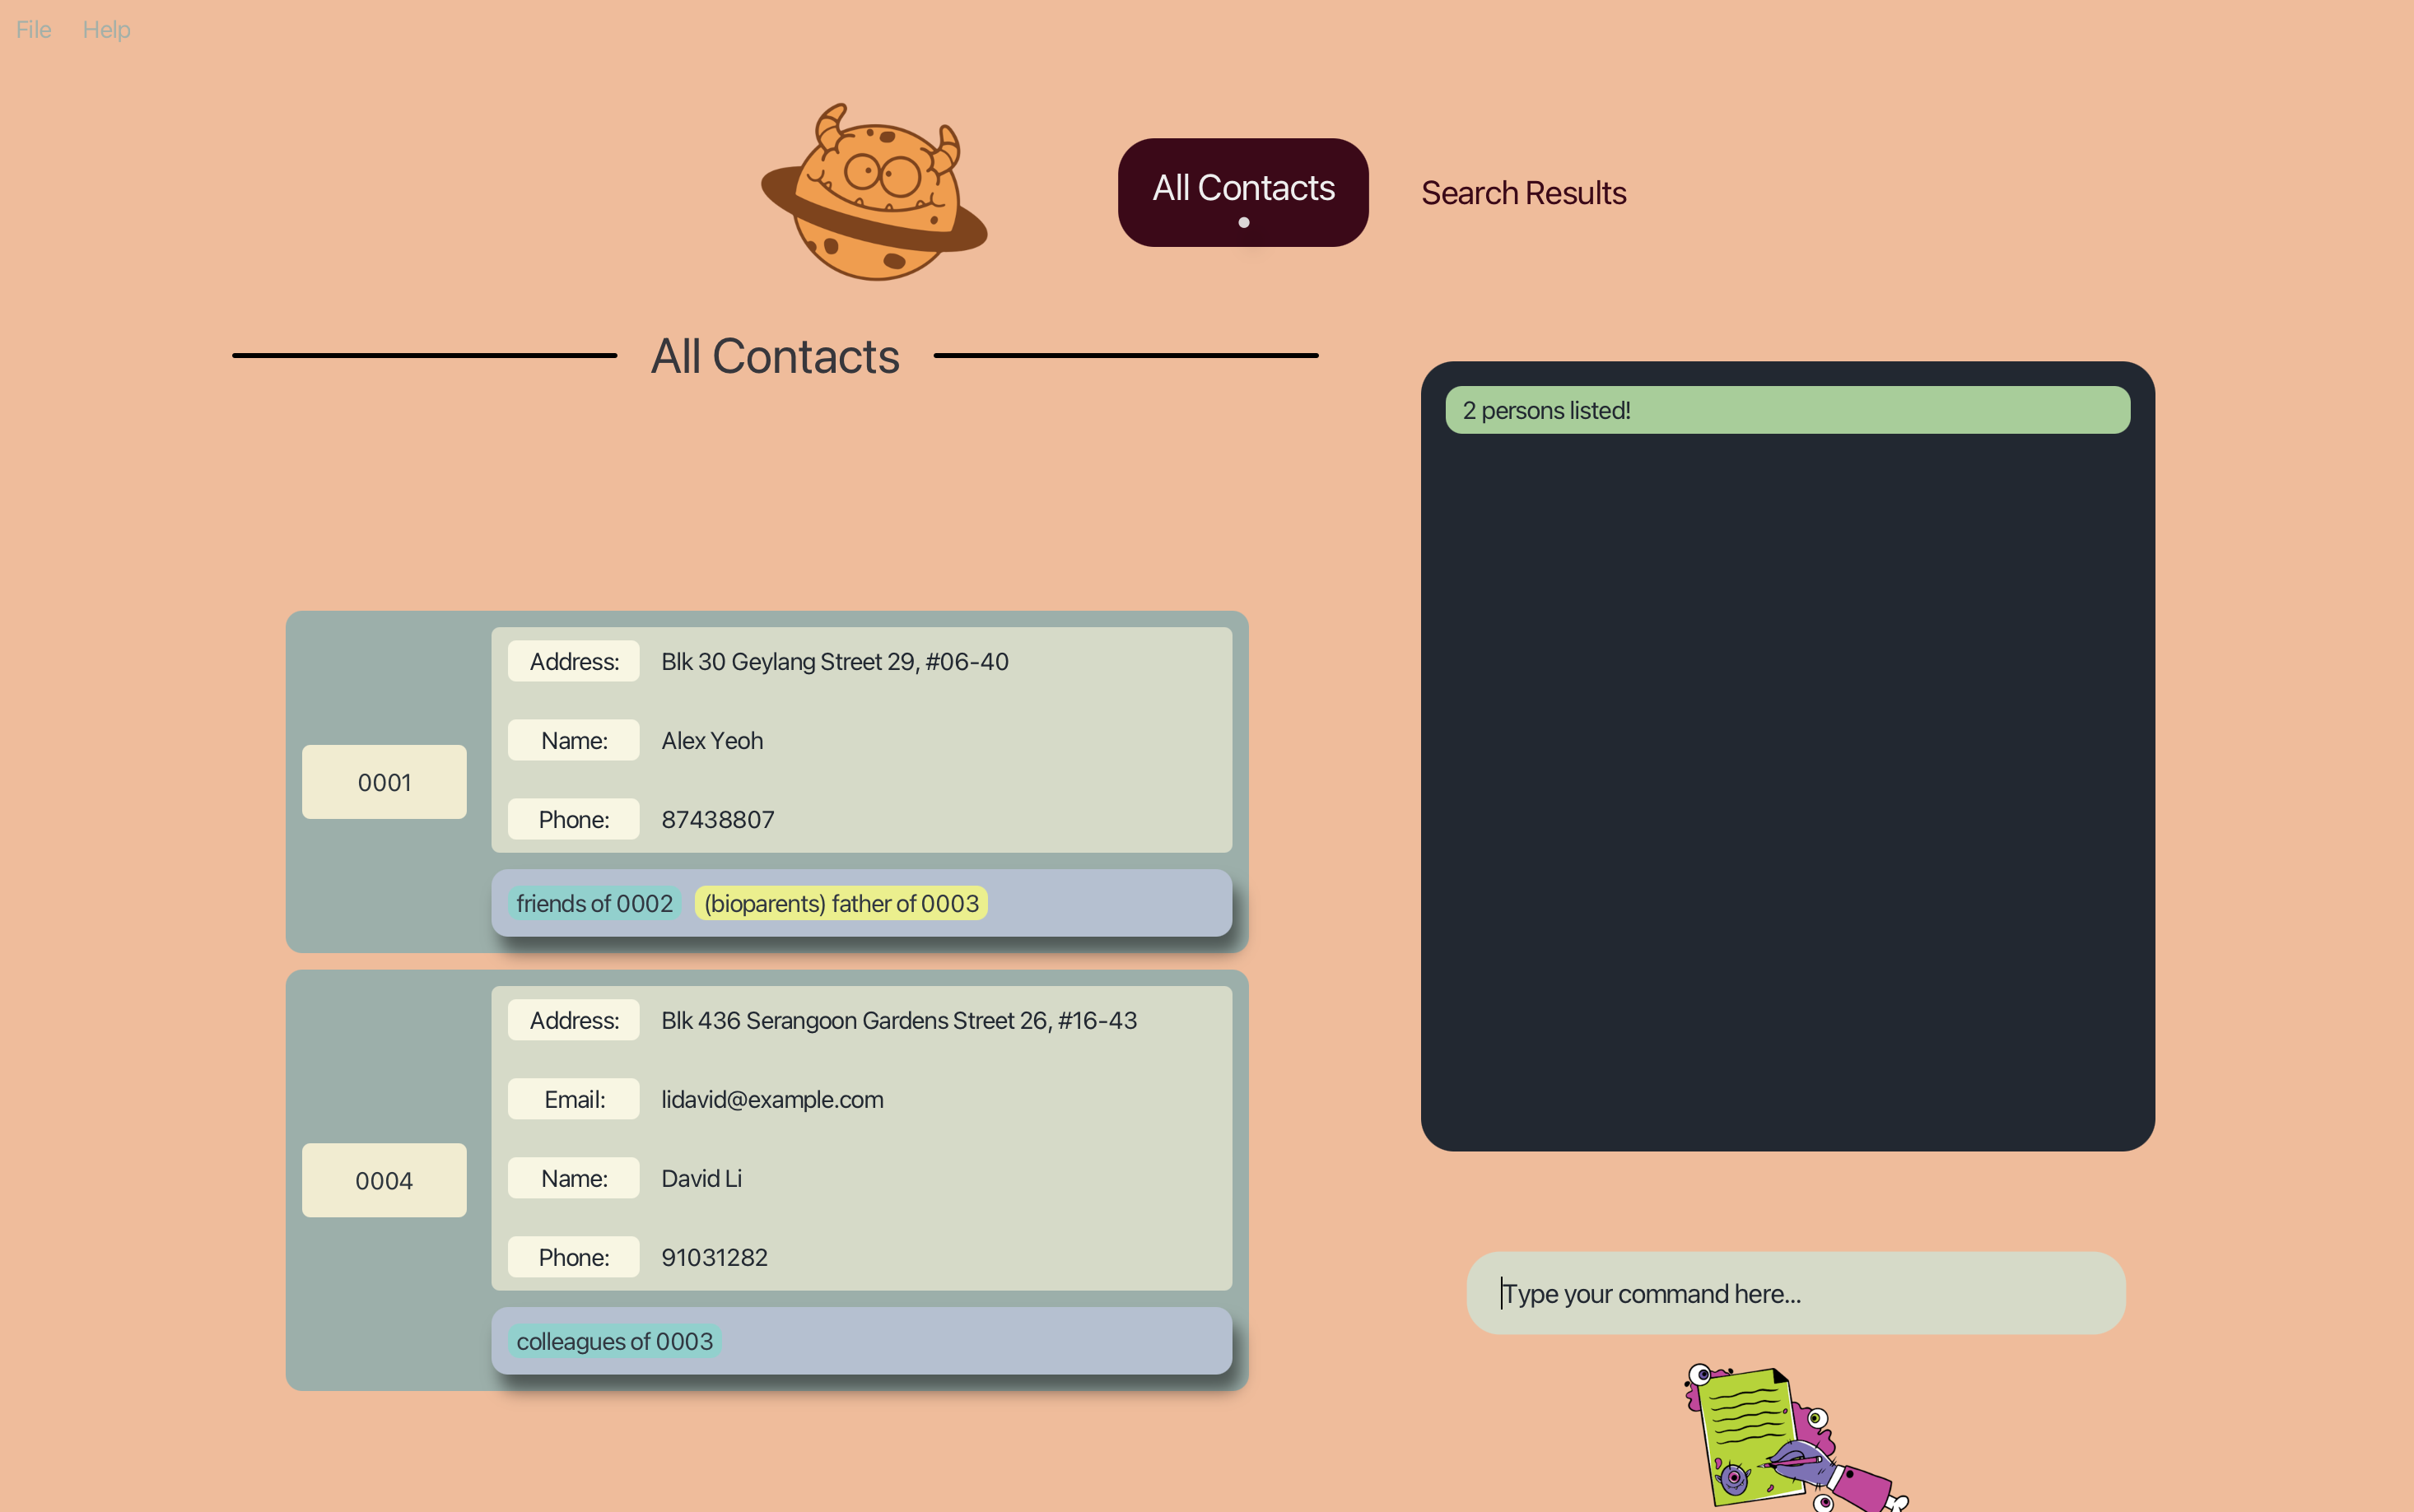 File Help
All Contacts Search Results
All Contacts
2 persons listed!
0001
Address: Blk 30 Geylang Street 29, #06-40
Name: Alex Yeoh
Phone: 87438807
friends of 0002 (bioparents) father of 0003
0004
Address: Blk 436 Serangoon Gardens Street 26, #16-43
Email: lidavid@example.com
Name: David Li
Phone: 91031282
colleagues of 0003
Type your command here...